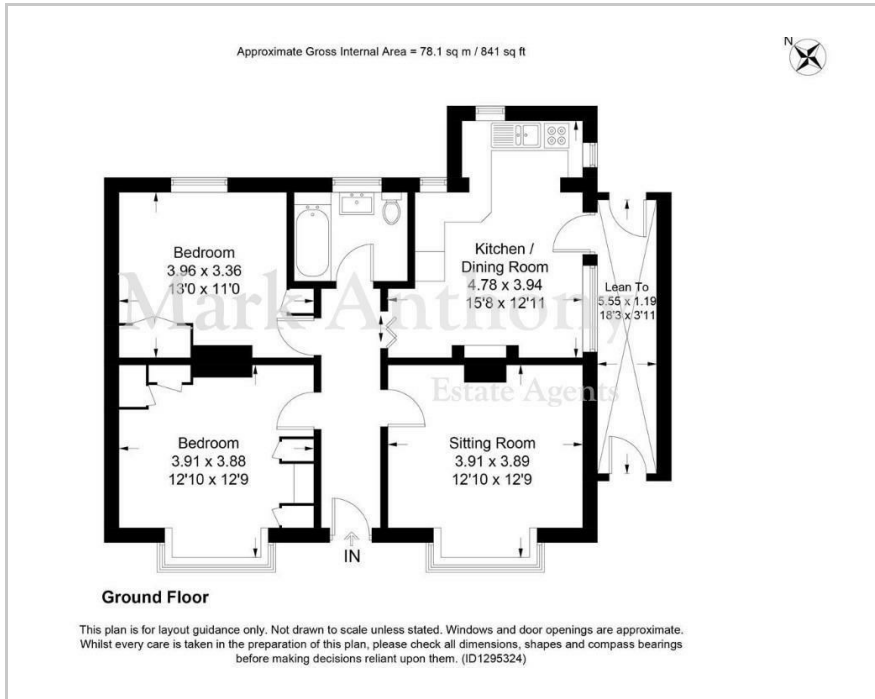 Approximate Gross Internal Area = 78.1 sq m / 841 sq ft
N
Bedroom
3.96 x 3.36
13'0 x 11'0
Kitchen /
Dining Room
4.78 x 3.94
15'8 x 12'11
Lean To
5.55 x 1.19
18'3 x 3'11
Mark Anthony
Estate Agents
Bedroom
3.91 x 3.88
12'10 x 12'9
Sitting Room
3.91 x 3.89
12'10 x 12'9
IN
Ground Floor
This plan is for layout guidance only. Not drawn to scale unless stated. Windows and door openings are approximate.
Whilst every care is taken in the preparation of this plan, please check all dimensions, shapes and compass bearings
before making decisions reliant upon them. (ID1295324)